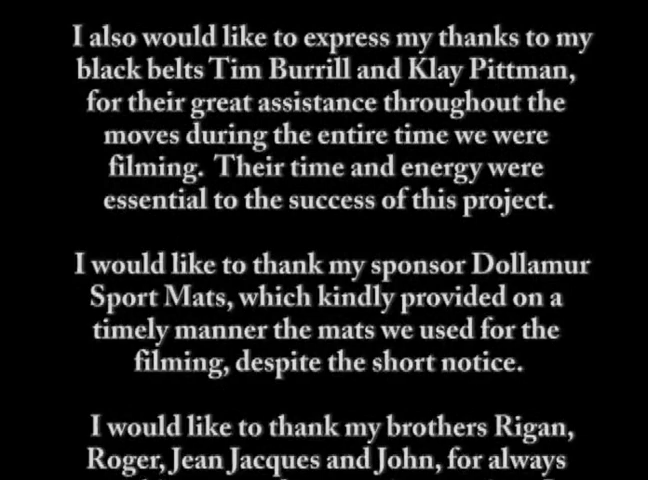 I also would like to express my thanks to my
black belts Tim Burrill and Klay Pittman,
for their great assistance throughout the
moves during the entire time we were
filming. Their time and energy were
essential to the success of this project.
I would like to thank my sponsor Dollamur
Sport Mats, which kindly provided on a
timely manner the mats we used for the
filming, despite the short notice.
I would like to thank my brothers Rigan,
Roger, Jean Jacques and John, for always